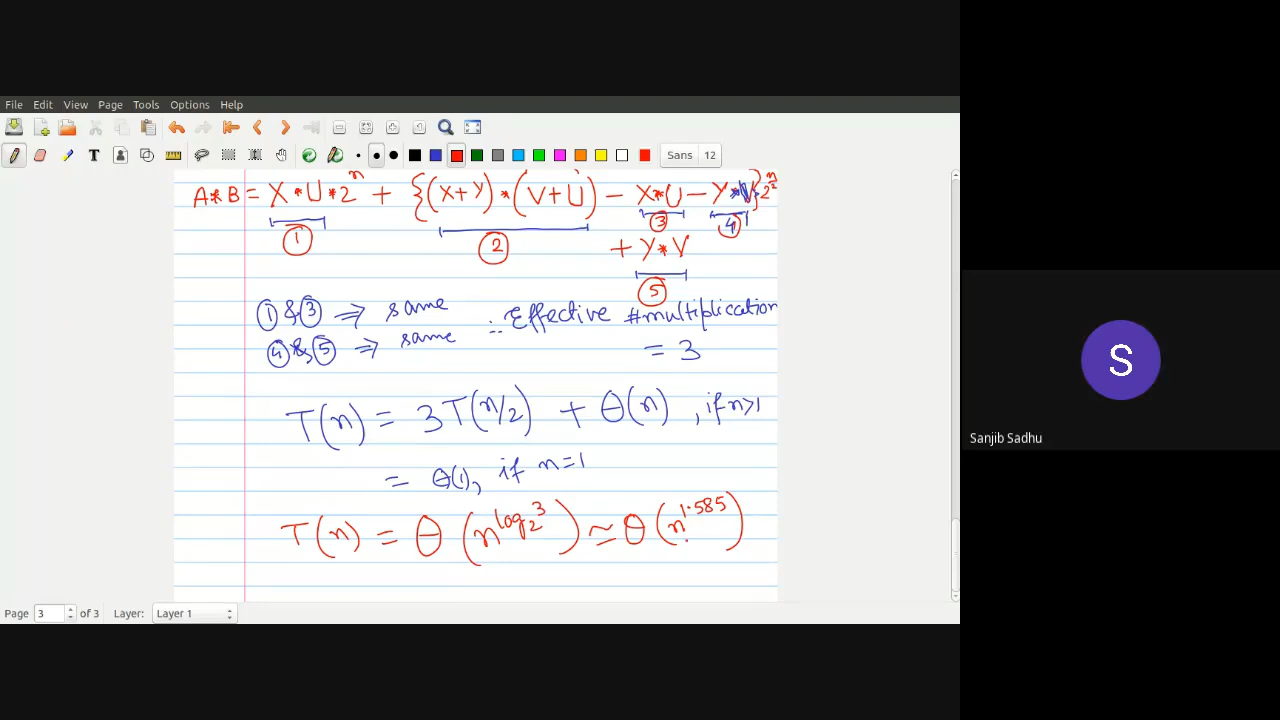 File Edit View Page Tools Options Help
Sans 12
A*B = X*U*2^n + {(X+Y)*(V+U) - X*U - Y*V}2^(n/2)
① ② ③ ④
+ Y*V
⑤
①&③ ⇒ same ∴ Effective #multiplication
④&⑤ ⇒ same = 3
T(n) = 3T(n/2) + θ(n), if n>1
= θ(1), if n=1
T(n) = θ(n^(log₂3)) ≃ θ(n^1.585)
S
Sanjib Sadhu
Page 3 of 3 Layer: Layer 1